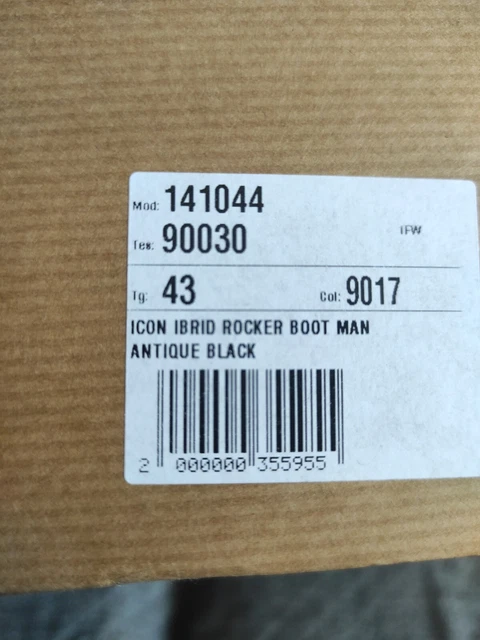 Mod: 141044
Tes: 90030 IFW
Tg: 43 Col: 9017
ICON IBRID ROCKER BOOT MAN
ANTIQUE BLACK
2 000000 355955